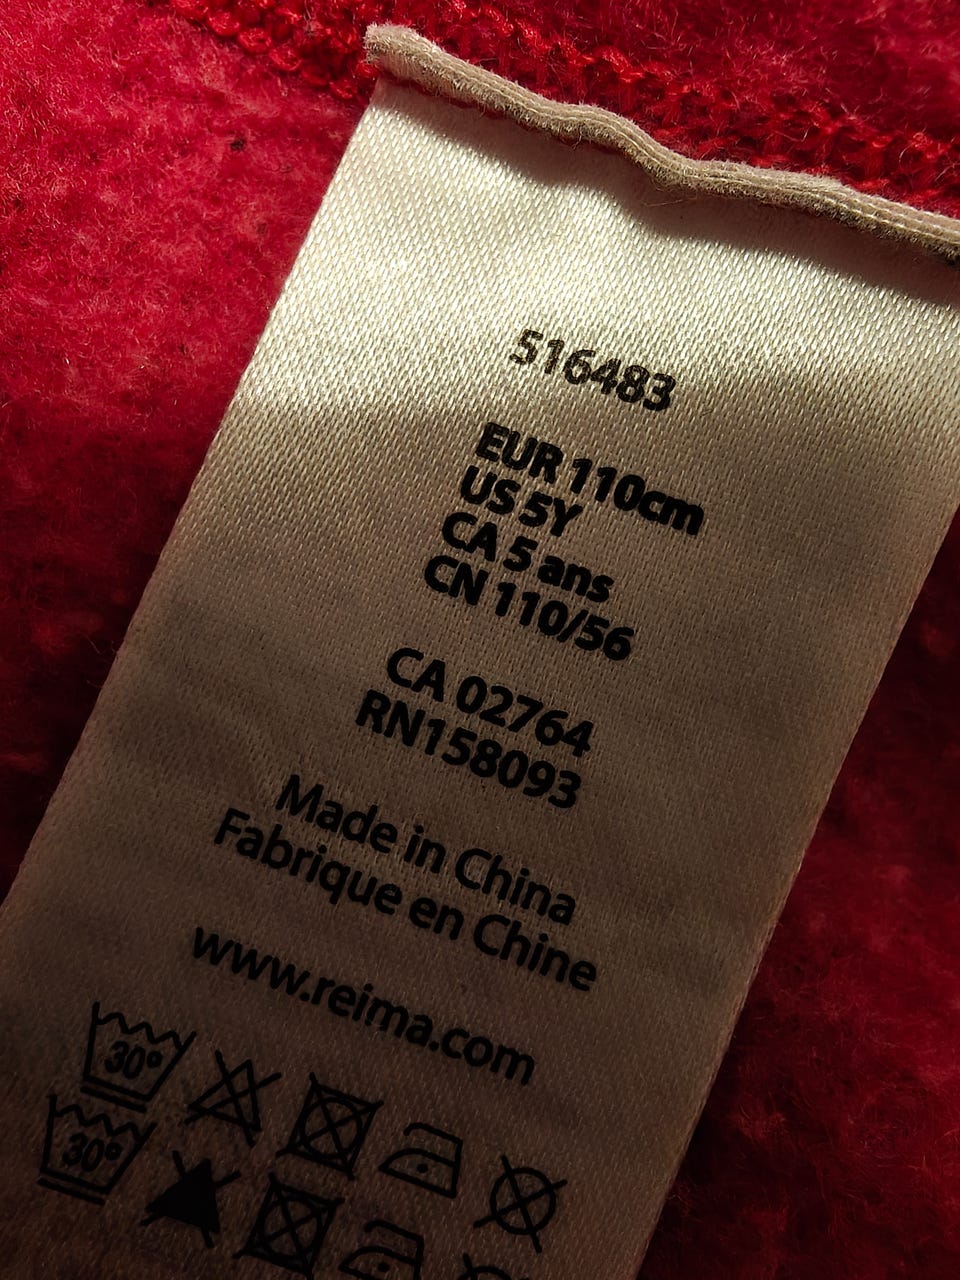 516483
EUR 110cm
US 5Y
CA 5 ans
CN 110/56
CA 02764
RN158093
Made in China
Fabrique en Chine
www.reima.com
30°
30°